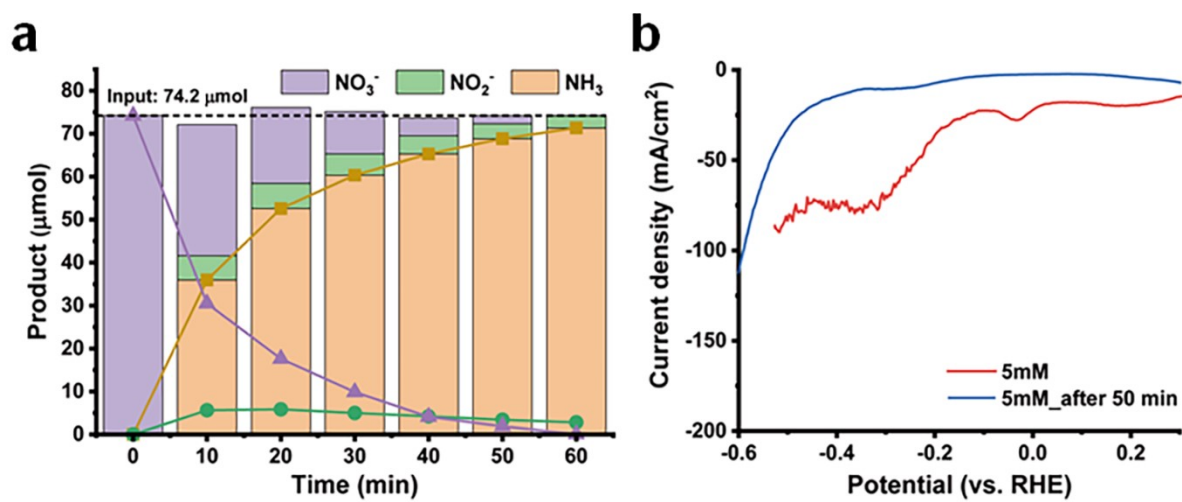 a
b
Input: 74.2 μmol
NO₃⁻
NO₂⁻
NH₃
80
70
60
50
40
30
20
10
0
Product (μmol)
0 10 20 30 40 50 60
Time (min)
0
-50
-100
-150
-200
Current density (mA/cm²)
5mM
5mM_after 50 min
-0.6 -0.4 -0.2 0.0 0.2
Potential (vs. RHE)